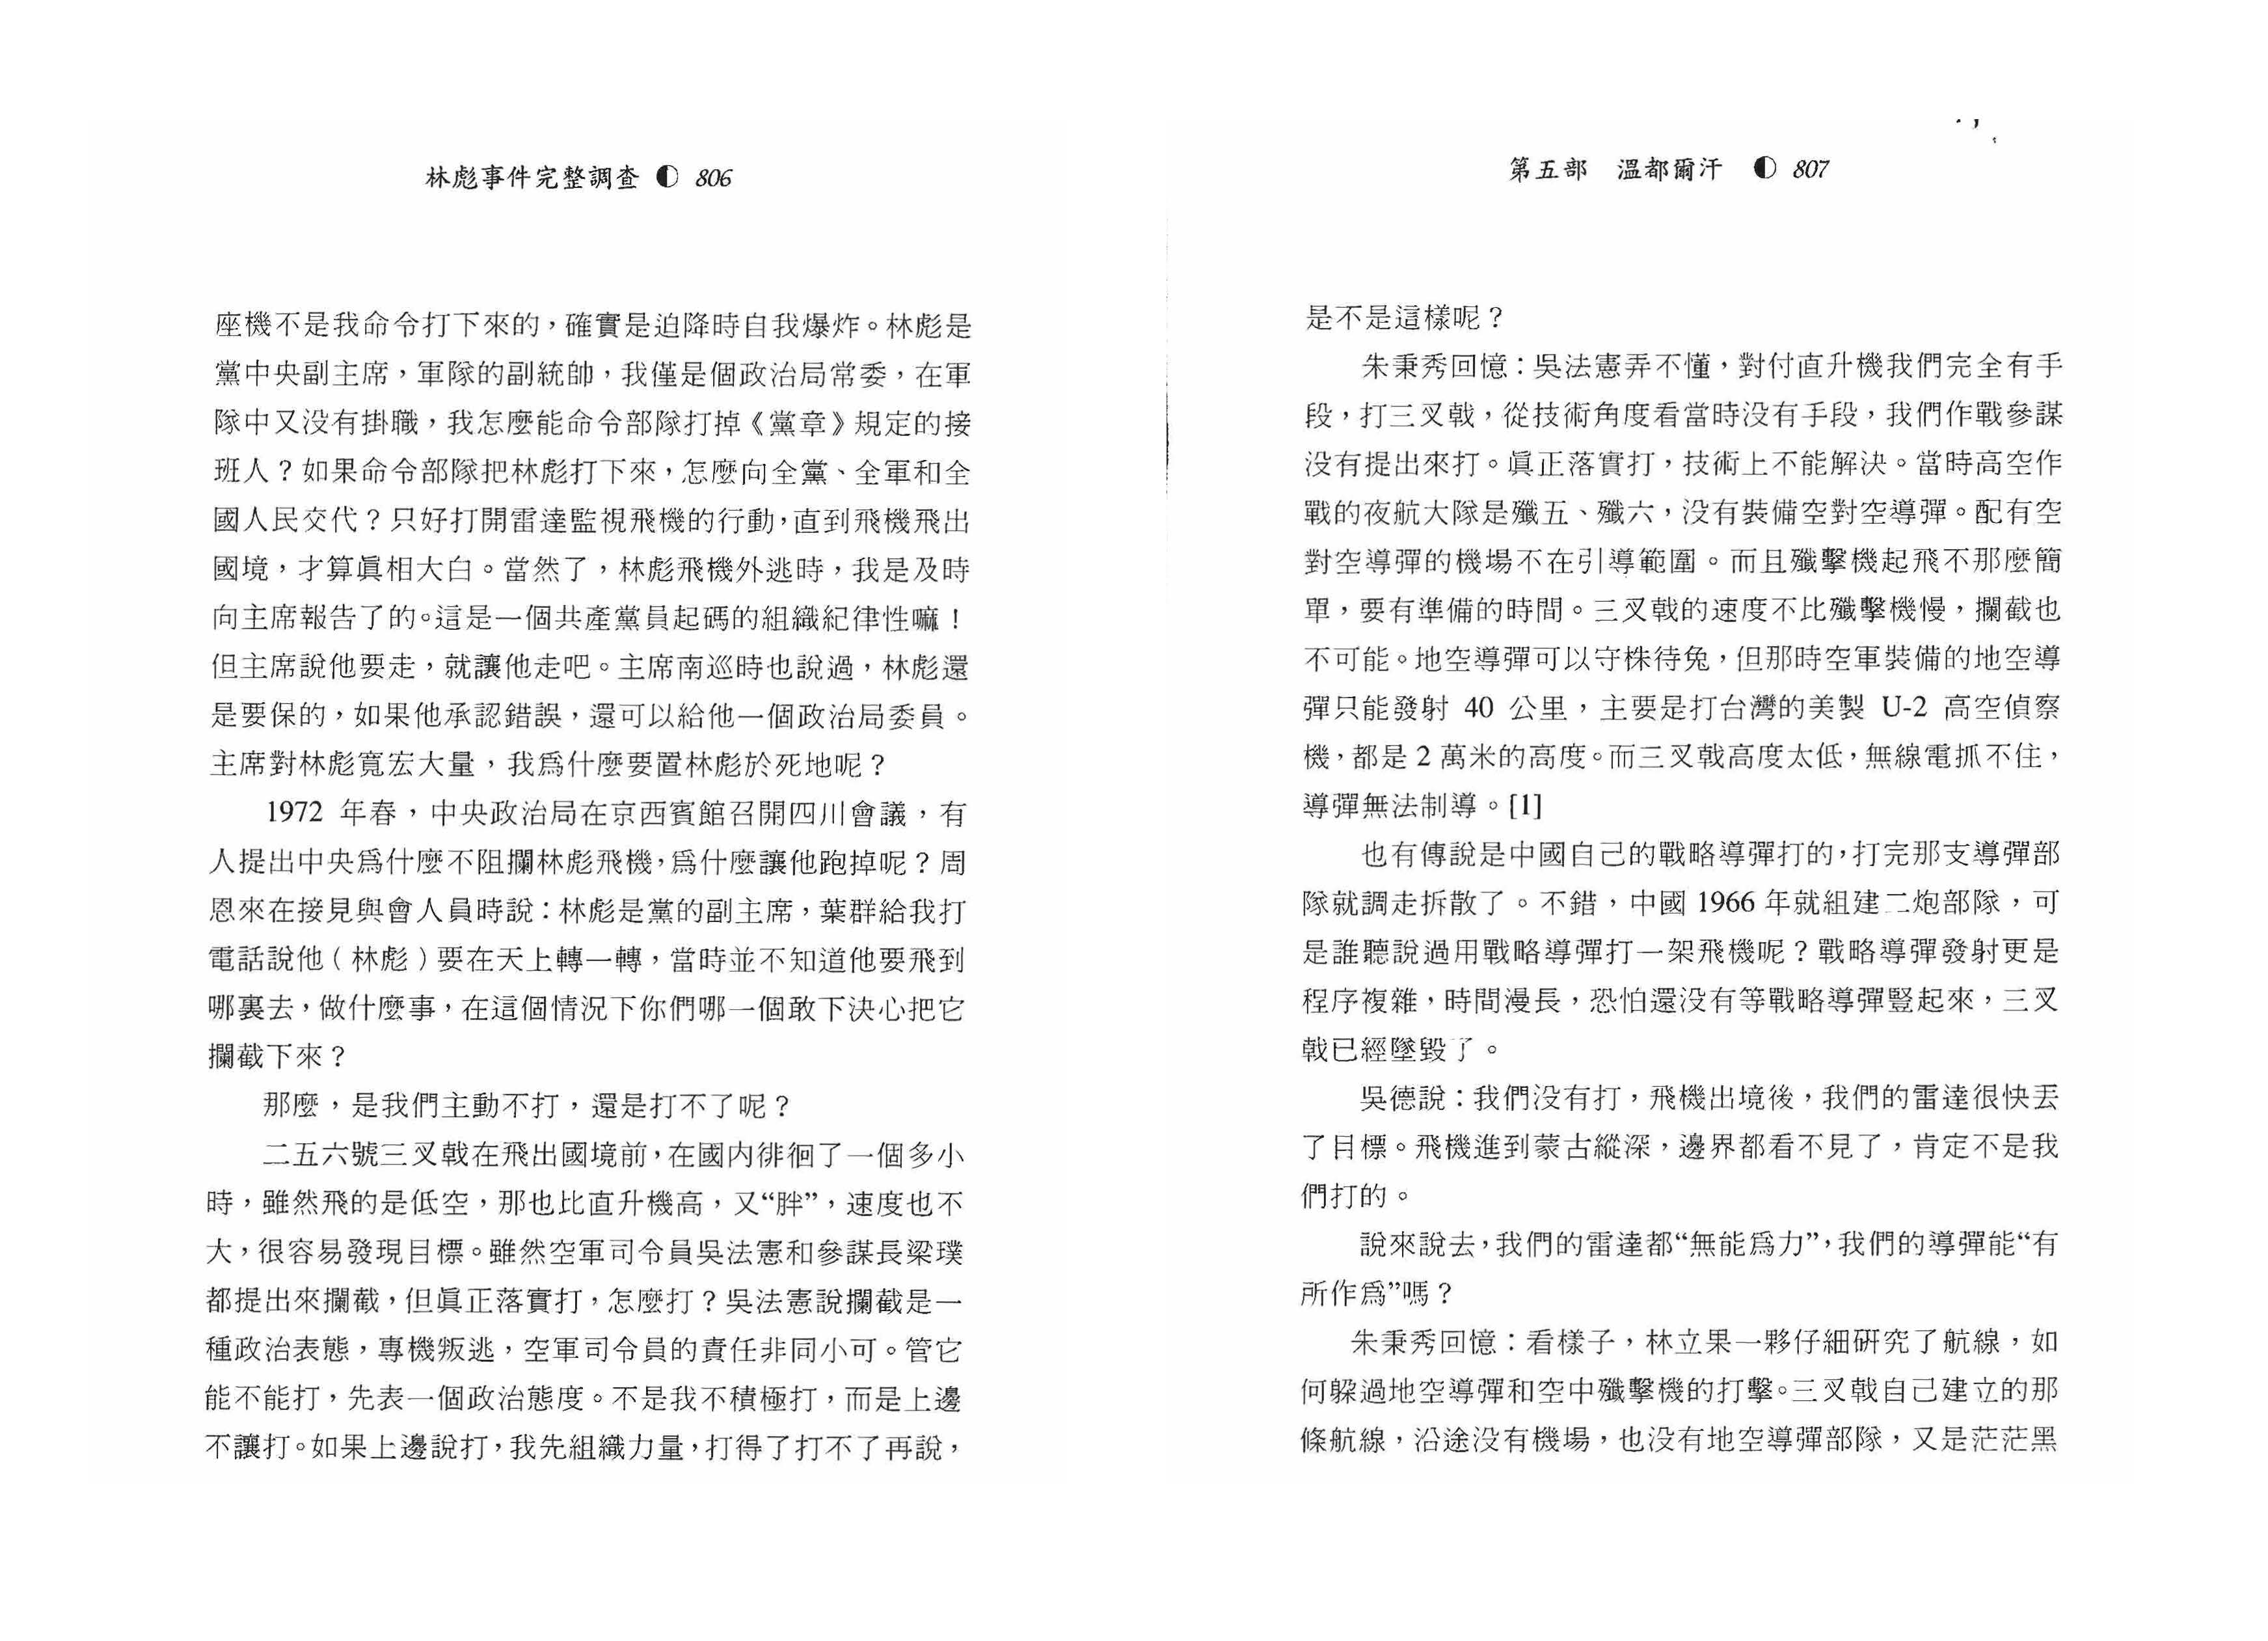 林彪事件完整調查 ◐ 806
座機不是我命令打下來的，確實是迫降時自我爆炸。林彪是
黨中央副主席，軍隊的副統帥，我僅是個政治局常委，在軍
隊中又没有掛職，我怎麼能命令部隊打掉《黨章》規定的接
班人？如果命令部隊把林彪打下來，怎麼向全黨、全軍和全
國人民交代？只好打開雷達監視飛機的行動，直到飛機飛出
國境，才算眞相大白。當然了，林彪飛機外逃時，我是及時
向主席報告了的。這是一個共產黨員起碼的組織紀律性嘛！
但主席說他要走，就讓他走吧。主席南巡時也說過，林彪還
是要保的，如果他承認錯誤，還可以給他一個政治局委員。
主席對林彪寬宏大量，我爲什麼要置林彪於死地呢？
1972 年春，中央政治局在京西賓館召開四川會議，有
人提出中央爲什麼不阻攔林彪飛機，爲什麼讓他跑掉呢？周
恩來在接見與會人員時說：林彪是黨的副主席，葉群給我打
電話說他（林彪）要在天上轉一轉，當時並不知道他要飛到
哪裏去，做什麼事，在這個情況下你們哪一個敢下決心把它
攔截下來？
那麼，是我們主動不打，還是打不了呢？
二五六號三叉戟在飛出國境前，在國内徘徊了一個多小
時，雖然飛的是低空，那也比直升機高，又“胖”，速度也不
大，很容易發現目標。雖然空軍司令員吳法憲和參謀長梁璞
都提出來攔截，但眞正落實打，怎麼打？吳法憲說攔截是一
種政治表態，專機叛逃，空軍司令員的責任非同小可。管它
能不能打，先表一個政治態度。不是我不積極打，而是上邊
不讓打。如果上邊說打，我先組織力量，打得了打不了再說，
第五部　溫都爾汗 ◐ 807
是不是這樣呢？
朱秉秀回憶：吳法憲弄不懂，對付直升機我們完全有手
段，打三叉戟，從技術角度看當時没有手段，我們作戰參謀
没有提出來打。眞正落實打，技術上不能解決。當時高空作
戰的夜航大隊是殲五、殲六，没有裝備空對空導彈。配有空
對空導彈的機場不在引導範圍。而且殲擊機起飛不那麼簡
單，要有準備的時間。三叉戟的速度不比殲擊機慢，攔截也
不可能。地空導彈可以守株待兔，但那時空軍裝備的地空導
彈只能發射 40 公里，主要是打台灣的美製 U-2 高空偵察
機，都是 2 萬米的高度。而三叉戟高度太低，無線電抓不住，
導彈無法制導。[1]
也有傳說是中國自己的戰略導彈打的，打完那支導彈部
隊就調走拆散了。不錯，中國 1966 年就組建二炮部隊，可
是誰聽說過用戰略導彈打一架飛機呢？戰略導彈發射更是
程序複雜，時間漫長，恐怕還没有等戰略導彈豎起來，三叉
戟已經墜毀了。
吳德說：我們没有打，飛機出境後，我們的雷達很快丟
了目標。飛機進到蒙古縱深，邊界都看不見了，肯定不是我
們打的。
說來說去，我們的雷達都“無能爲力”，我們的導彈能“有
所作爲”嗎？
朱秉秀回憶：看樣子，林立果一夥仔細研究了航線，如
何躲過地空導彈和空中殲擊機的打擊。三叉戟自己建立的那
條航線，沿途没有機場，也没有地空導彈部隊，又是茫茫黑